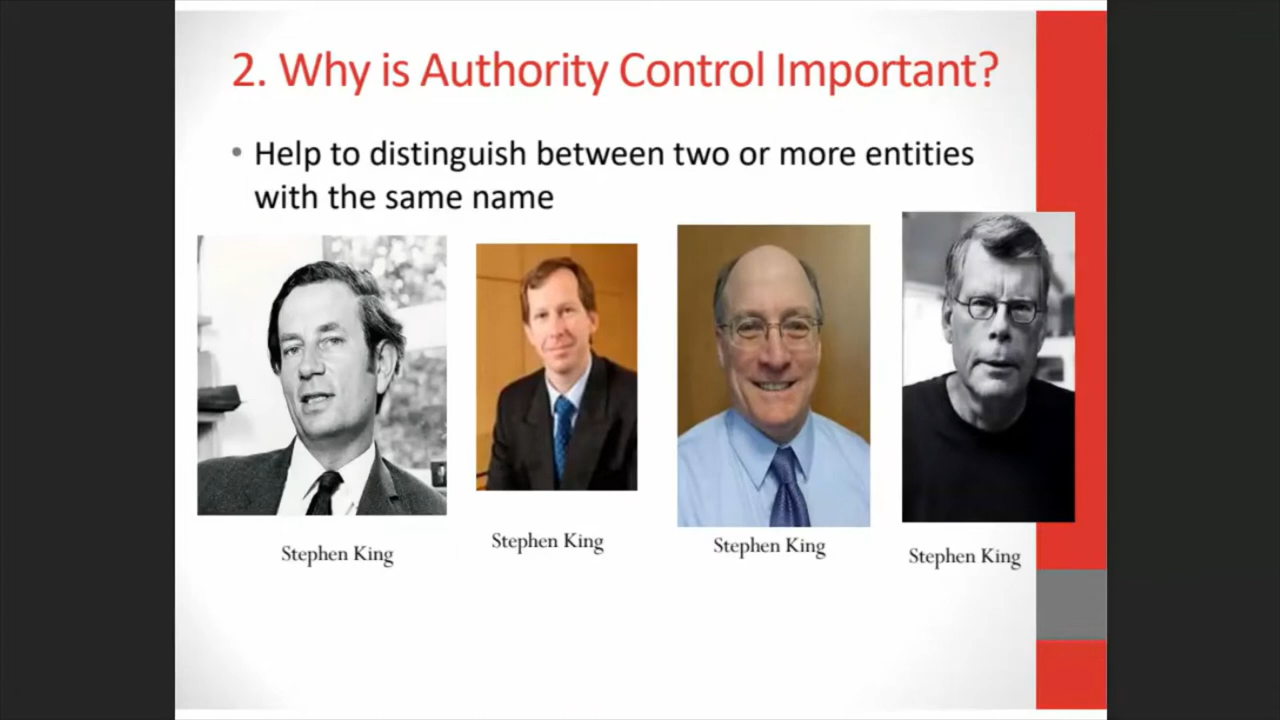 2. Why is Authority Control Important?
• Help to distinguish between two or more entities
with the same name
Stephen King
Stephen King
Stephen King
Stephen King